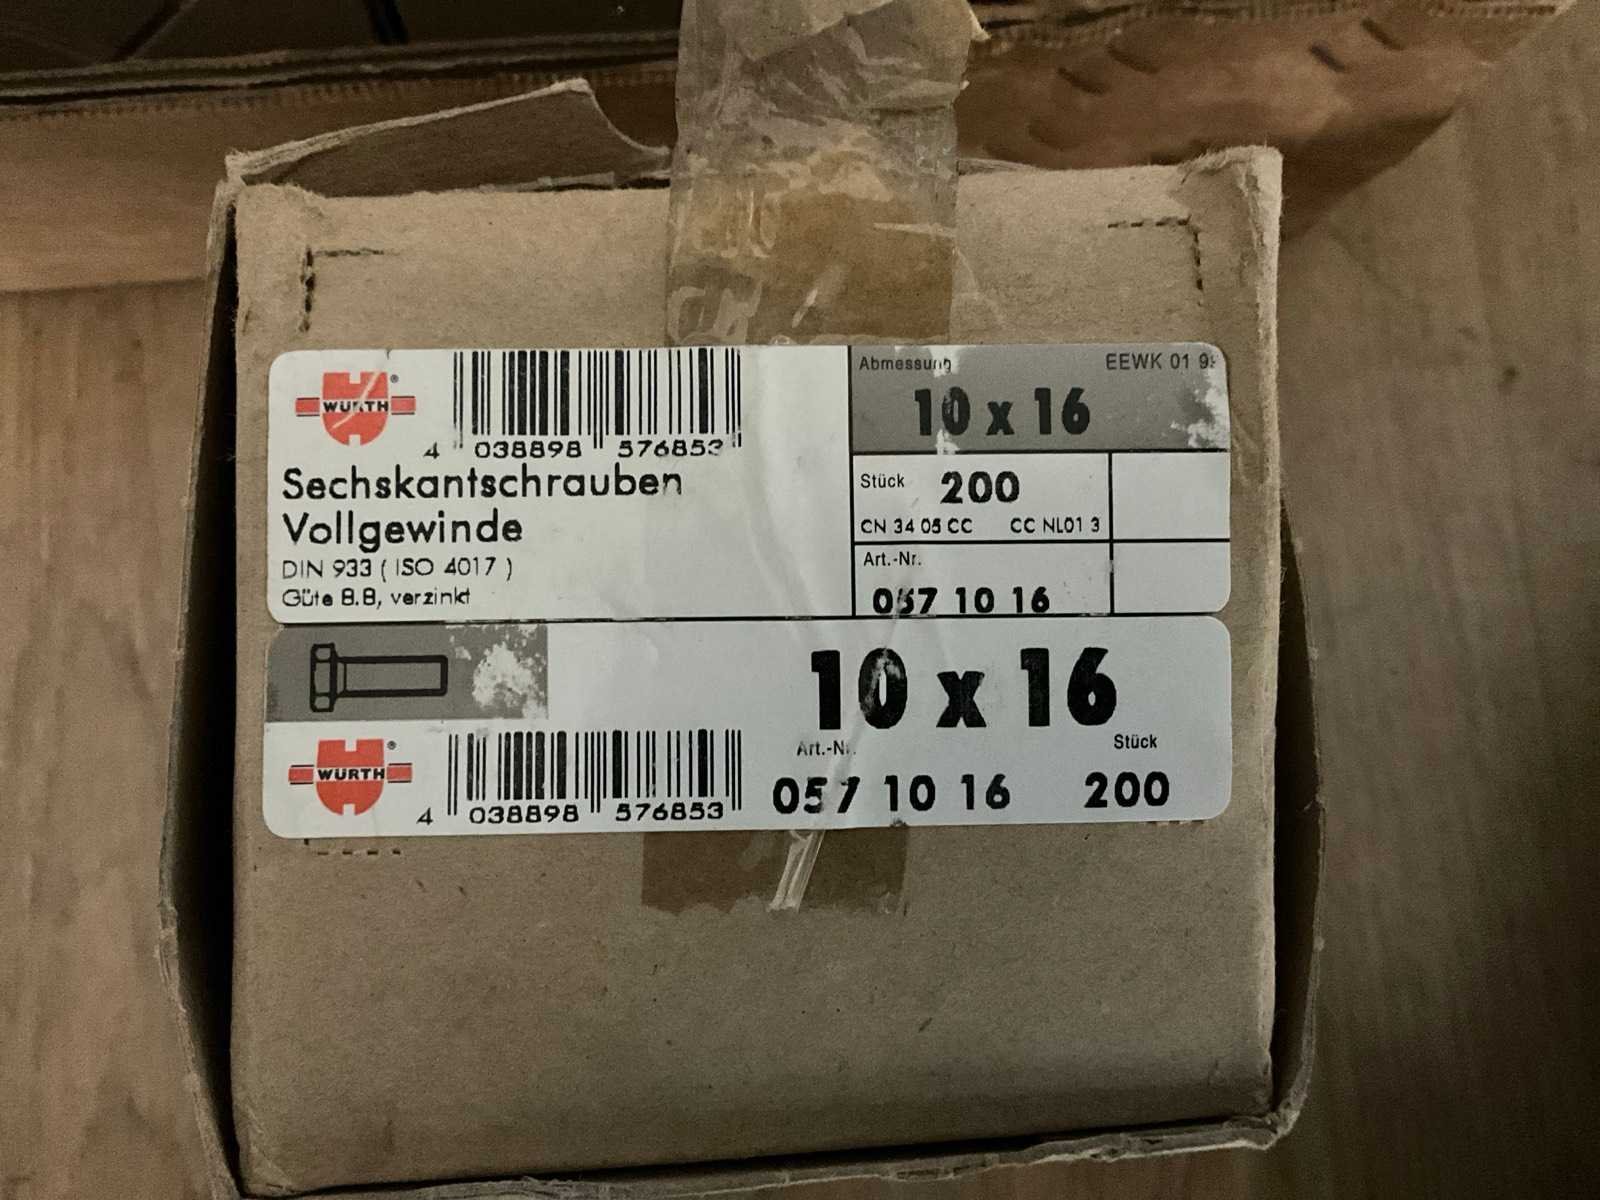 WÜRTH
4 038898 576853
Sechskantschrauben
Vollgewinde
DIN 933 ( ISO 4017 )
Güte 8.8, verzinkt
Abmessung EEWK 01
10 x 16
Stück 200
CN 34 05 CC CC NL01 3
Art.-Nr.
057 10 16
10 x 16
Art.-Nr. Stück
057 10 16 200
WÜRTH
4 038898 576853